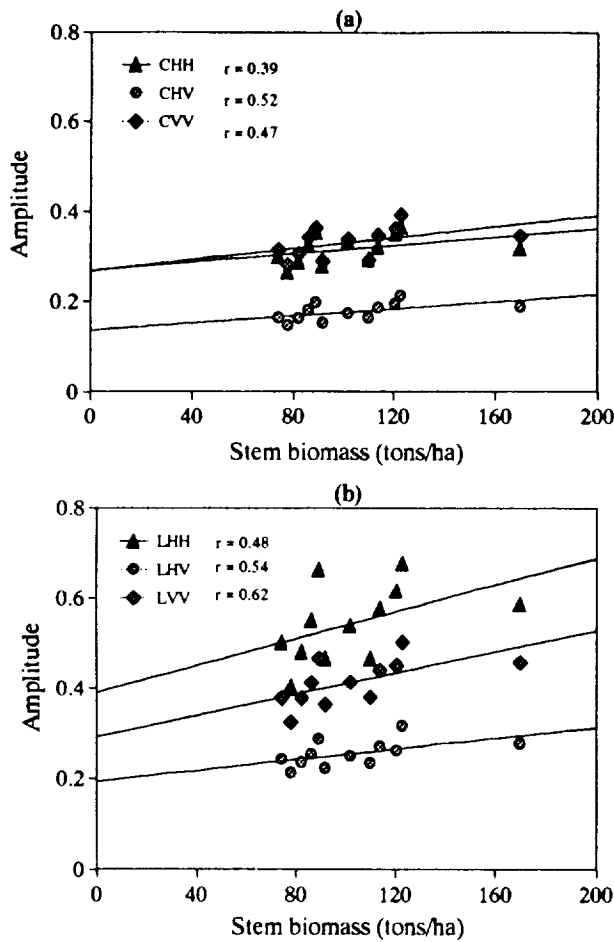 (a)
0.8
CHH r = 0.39
CHV r = 0.52
CVV r = 0.47
0.6
0.4
0.2
0
0 40 80 120 160 200
Amplitude
Stem biomass (tons/ha)
(b)
0.8
LHH r = 0.48
LHV r = 0.54
LVV r = 0.62
0.6
0.4
0.2
0
0 40 80 120 160 200
Amplitude
Stem biomass (tons/ha)